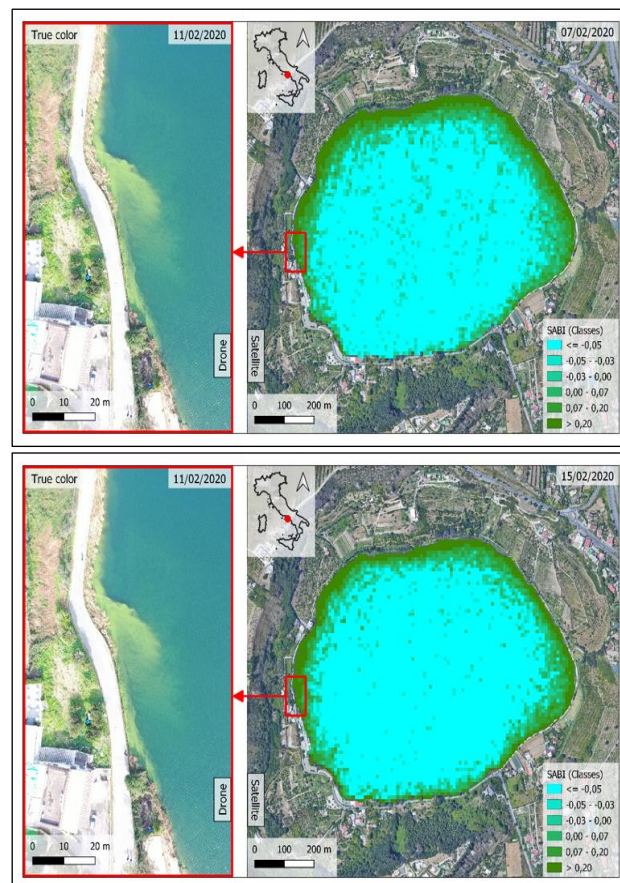 True color
11/02/2020
07/02/2020
Drone
Satellite
0 10 20 m
0 100 200 m
SABI (Classes)
<= -0,05
-0,05 - -0,03
-0,03 - 0,00
0,00 - 0,07
0,07 - 0,20
> 0,20
True color
11/02/2020
15/02/2020
Drone
Satellite
0 10 20 m
0 100 200 m
SABI (Classes)
<= -0,05
-0,05 - -0,03
-0,03 - 0,00
0,00 - 0,07
0,07 - 0,20
> 0,20